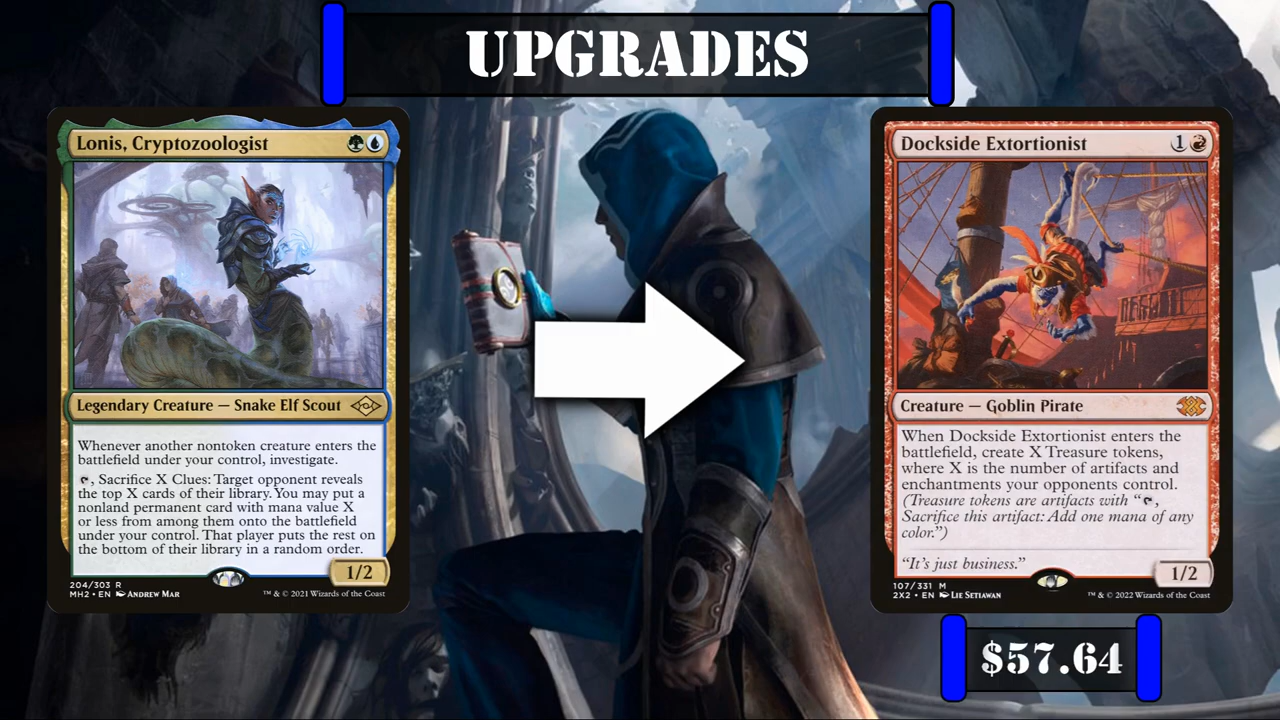 UPGRADES
Lonis, Cryptozoologist
Legendary Creature — Snake Elf Scout
Whenever another nontoken creature enters the
battlefield under your control, investigate.
, Sacrifice X Clues: Target opponent reveals
the top X cards of their library. You may put a
nonland permanent card with mana value X
or less from among them onto the battlefield
under your control. That player puts the rest on
the bottom of their library in a random order.
1/2
204/303 R
MH2 • EN Andrew Mar
™ & © 2021 Wizards of the Coast
Dockside Extortionist 1
Creature — Goblin Pirate
When Dockside Extortionist enters the
battlefield, create X Treasure tokens,
where X is the number of artifacts and
enchantments your opponents control.
(Treasure tokens are artifacts with “,
Sacrifice this artifact: Add one mana of any
color.”)
“It's just business.”
1/2
107/331 M
2X2 • EN Lie Setiawan
™ & © 2022 Wizards of the Coast
$57.64